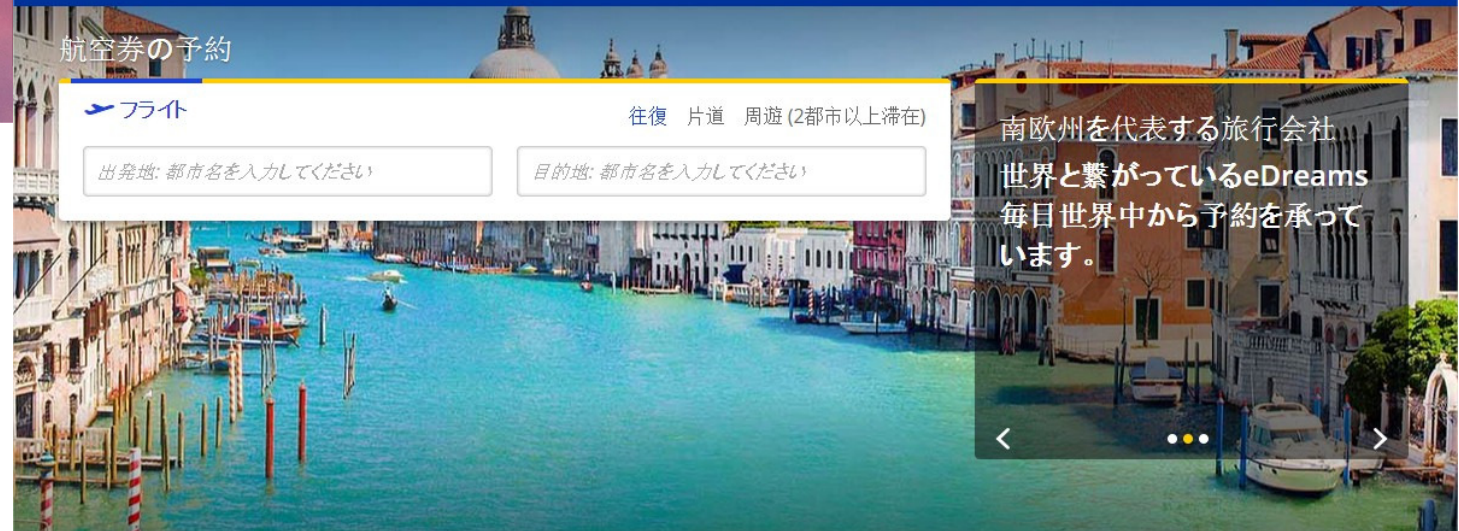 航空券の予約
フライト
往復 片道 周遊 (2都市以上滞在)
出発地: 都市名を入力してください
目的地: 都市名を入力してください
南欧州を代表する旅行会社
世界と繋がっているeDreams
毎日世界中から予約を承って
います。